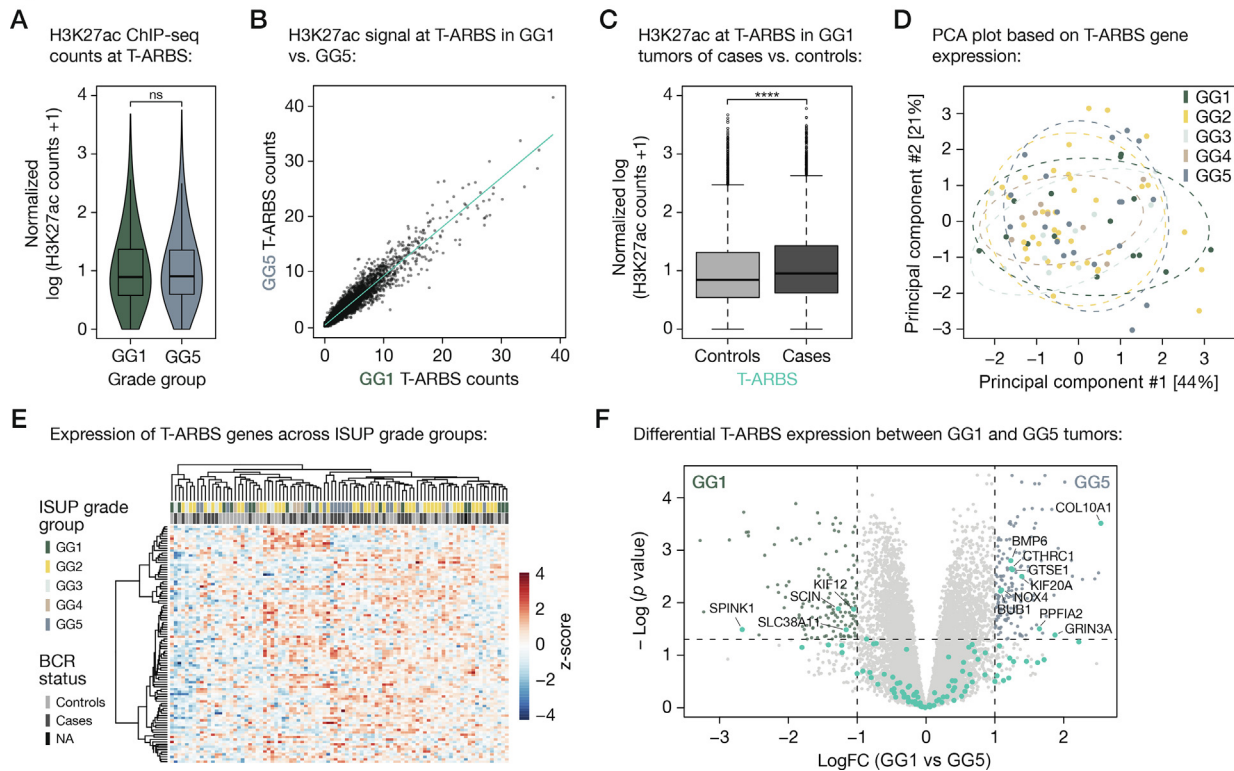 A
H3K27ac ChIP-seq
counts at T-ARBS:
Normalized
log (H3K27ac counts +1)
4
3
2
1
0
ns
GG1
GG5
Grade group
B
H3K27ac signal at T-ARBS in GG1
vs. GG5:
GG5 T-ARBS counts
40
30
20
10
0
0 10 20 30 40
GG1 T-ARBS counts
C
H3K27ac at T-ARBS in GG1
tumors of cases vs. controls:
Normalized log
(H3K27ac counts +1)
4
3
2
1
0
****
Controls Cases
T-ARBS
D
PCA plot based on T-ARBS gene
expression:
Principal component #2 [21%]
3
2
1
0
−1
−2
−3
GG1
GG2
GG3
GG4
GG5
−2 −1 0 1 2 3
Principal component #1 [44%]
E
Expression of T-ARBS genes across ISUP grade groups:
ISUP grade
group
GG1
GG2
GG3
GG4
GG5
BCR
status
Controls
Cases
NA
4
2
0
−2
−4
z-score
F
Differential T-ARBS expression between GG1 and GG5 tumors:
GG1
GG5
− Log (p value)
4
3
2
1
0
COL10A1
BMP6
CTHRC1
GTSE1
KIF20A
NOX4
BUB1
PPFIA2
GRIN3A
KIF12
SCIN
SLC38A11
SPINK1
−3 −2 −1 0 1 2
LogFC (GG1 vs GG5)